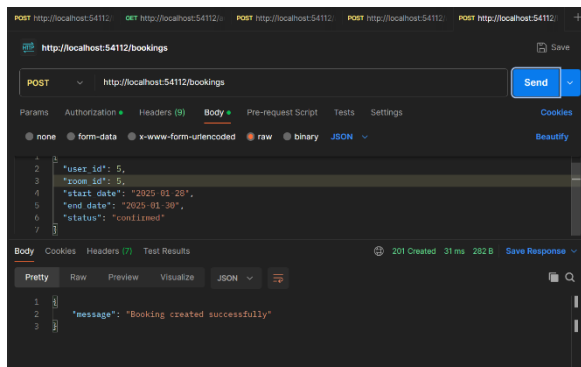 POST http://localhost:54112/ GET http://localhost:54112/ POST http://localhost:54112/ POST http://localhost:54112/ POST http://localhost:54112/ +
HTTP http://localhost:54112/bookings Save
POST http://localhost:54112/bookings Send
Params Authorization Headers (9) Body Pre-request Script Tests Settings Cookies
none form-data x-www-form-urlencoded raw binary JSON Beautify
1 {
2 "user_id": 5,
3 "room_id": 5,
4 "start_date": "2025-01-28",
5 "end_date": "2025-01-30",
6 "status": "confirmed"
7 }
Body Cookies Headers (7) Test Results 201 Created 31 ms 282 B Save Response
Pretty Raw Preview Visualize JSON
1 {
2 "message": "Booking created successfully"
3 }